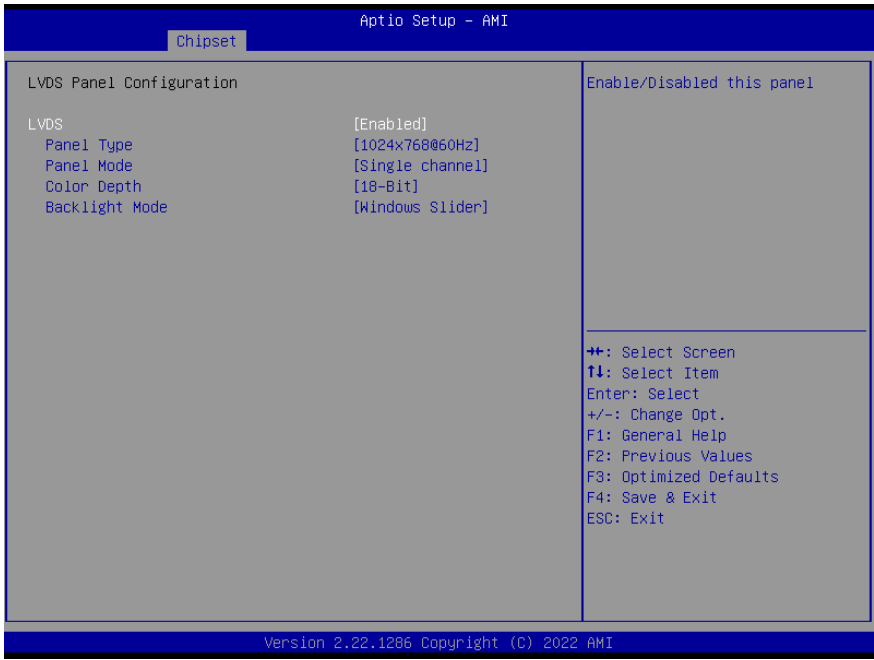 Aptio Setup – AMI
Chipset
LVDS Panel Configuration
LVDS [Enabled]
Panel Type [1024x768@60Hz]
Panel Mode [Single channel]
Color Depth [18-Bit]
Backlight Mode [Windows Slider]
Enable/Disabled this panel
→←: Select Screen
↑↓: Select Item
Enter: Select
+/-: Change Opt.
F1: General Help
F2: Previous Values
F3: Optimized Defaults
F4: Save & Exit
ESC: Exit
Version 2.22.1286 Copyright (C) 2022 AMI